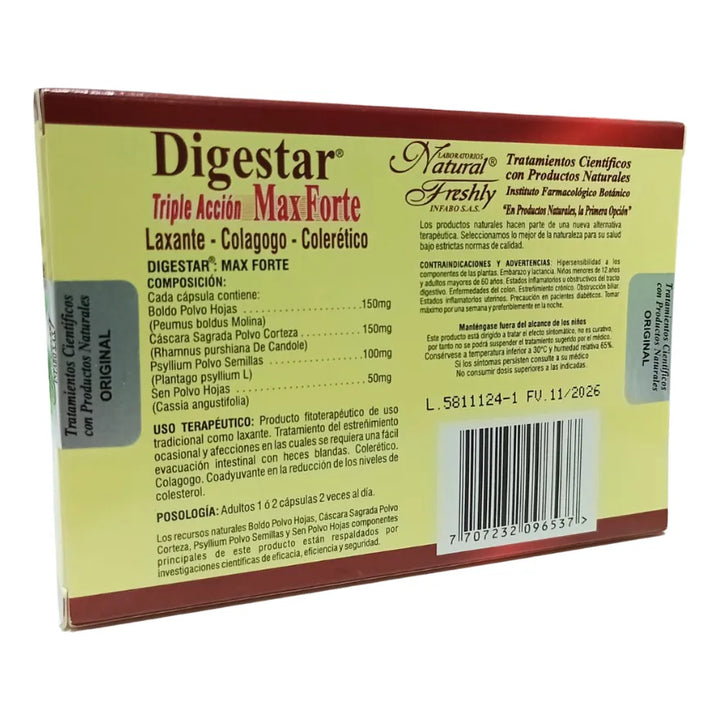 Digestar®
Triple Acción Max Forte
Laxante - Colagogo - Colerético
DIGESTAR®: MAX FORTE
COMPOSICIÓN:
Cada cápsula contiene:
Boldo Polvo Hojas ..............................150mg
(Peumus boldus Molina)
Cáscara Sagrada Polvo Corteza ..............150mg
(Rhamnus purshiana De Candole)
Psyllium Polvo Semillas ........................100mg
(Plantago psyllium L)
Sen Polvo Hojas .................................50mg
(Cassia angustifolia)
USO TERAPÉUTICO: Producto fitoterapéutico de uso
tradicional como laxante. Tratamiento del estreñimiento
ocasional y afecciones en las cuales se requiera una fácil
evacuación intestinal con heces blandas. Colerético.
Colagogo. Coadyuvante en la reducción de los niveles de
colesterol.
POSOLOGÍA: Adultos 1 ó 2 cápsulas 2 veces al día.
Los recursos naturales Boldo Polvo Hojas, Cáscara Sagrada Polvo
Corteza, Psyllium Polvo Semillas y Sen Polvo Hojas componentes
principales de este producto están respaldados por
investigaciones científicas de eficacia, eficiencia y seguridad.
LABORATORIOS
Natural®
Freshly
INFABO S.A.S.
Tratamientos Científicos
con Productos Naturales
Instituto Farmacológico Botánico
"En Productos Naturales, la Primera Opción"
Los productos naturales hacen parte de una nueva alternativa
terapéutica. Seleccionamos lo mejor de la naturaleza para su salud
bajo estrictas normas de calidad.
CONTRAINDICACIONES Y ADVERTENCIAS: Hipersensibilidad a los
componentes de las plantas. Embarazo y lactancia. Niños menores de 12 años
y adultos mayores de 60 años. Estados inflamatorios u obstructivos del tracto
digestivo. Enfermedades del colon. Estreñimiento crónico. Obstrucción biliar.
Estados inflamatorios uterinos. Precaución en pacientes diabéticos. Tomar
máximo por una semana y preferiblemente en la noche.
Manténgase fuera del alcance de los niños
Este producto está dirigido a tratar el efecto sintomático, no es curativo,
por tanto no se podrá suspender el tratamiento sugerido por el médico.
Consérvese a temperatura inferior a 30°C y humedad relativa 65%.
Si los síntomas persisten consulte a su médico
No consumir dosis superiores a las indicadas.
L.5811124-1 FV.11/2026
7 707232 096537
Tratamientos Científicos
con Productos Naturales
ORIGINAL
Tratamientos Científicos
con Productos Naturales
ORIGINAL